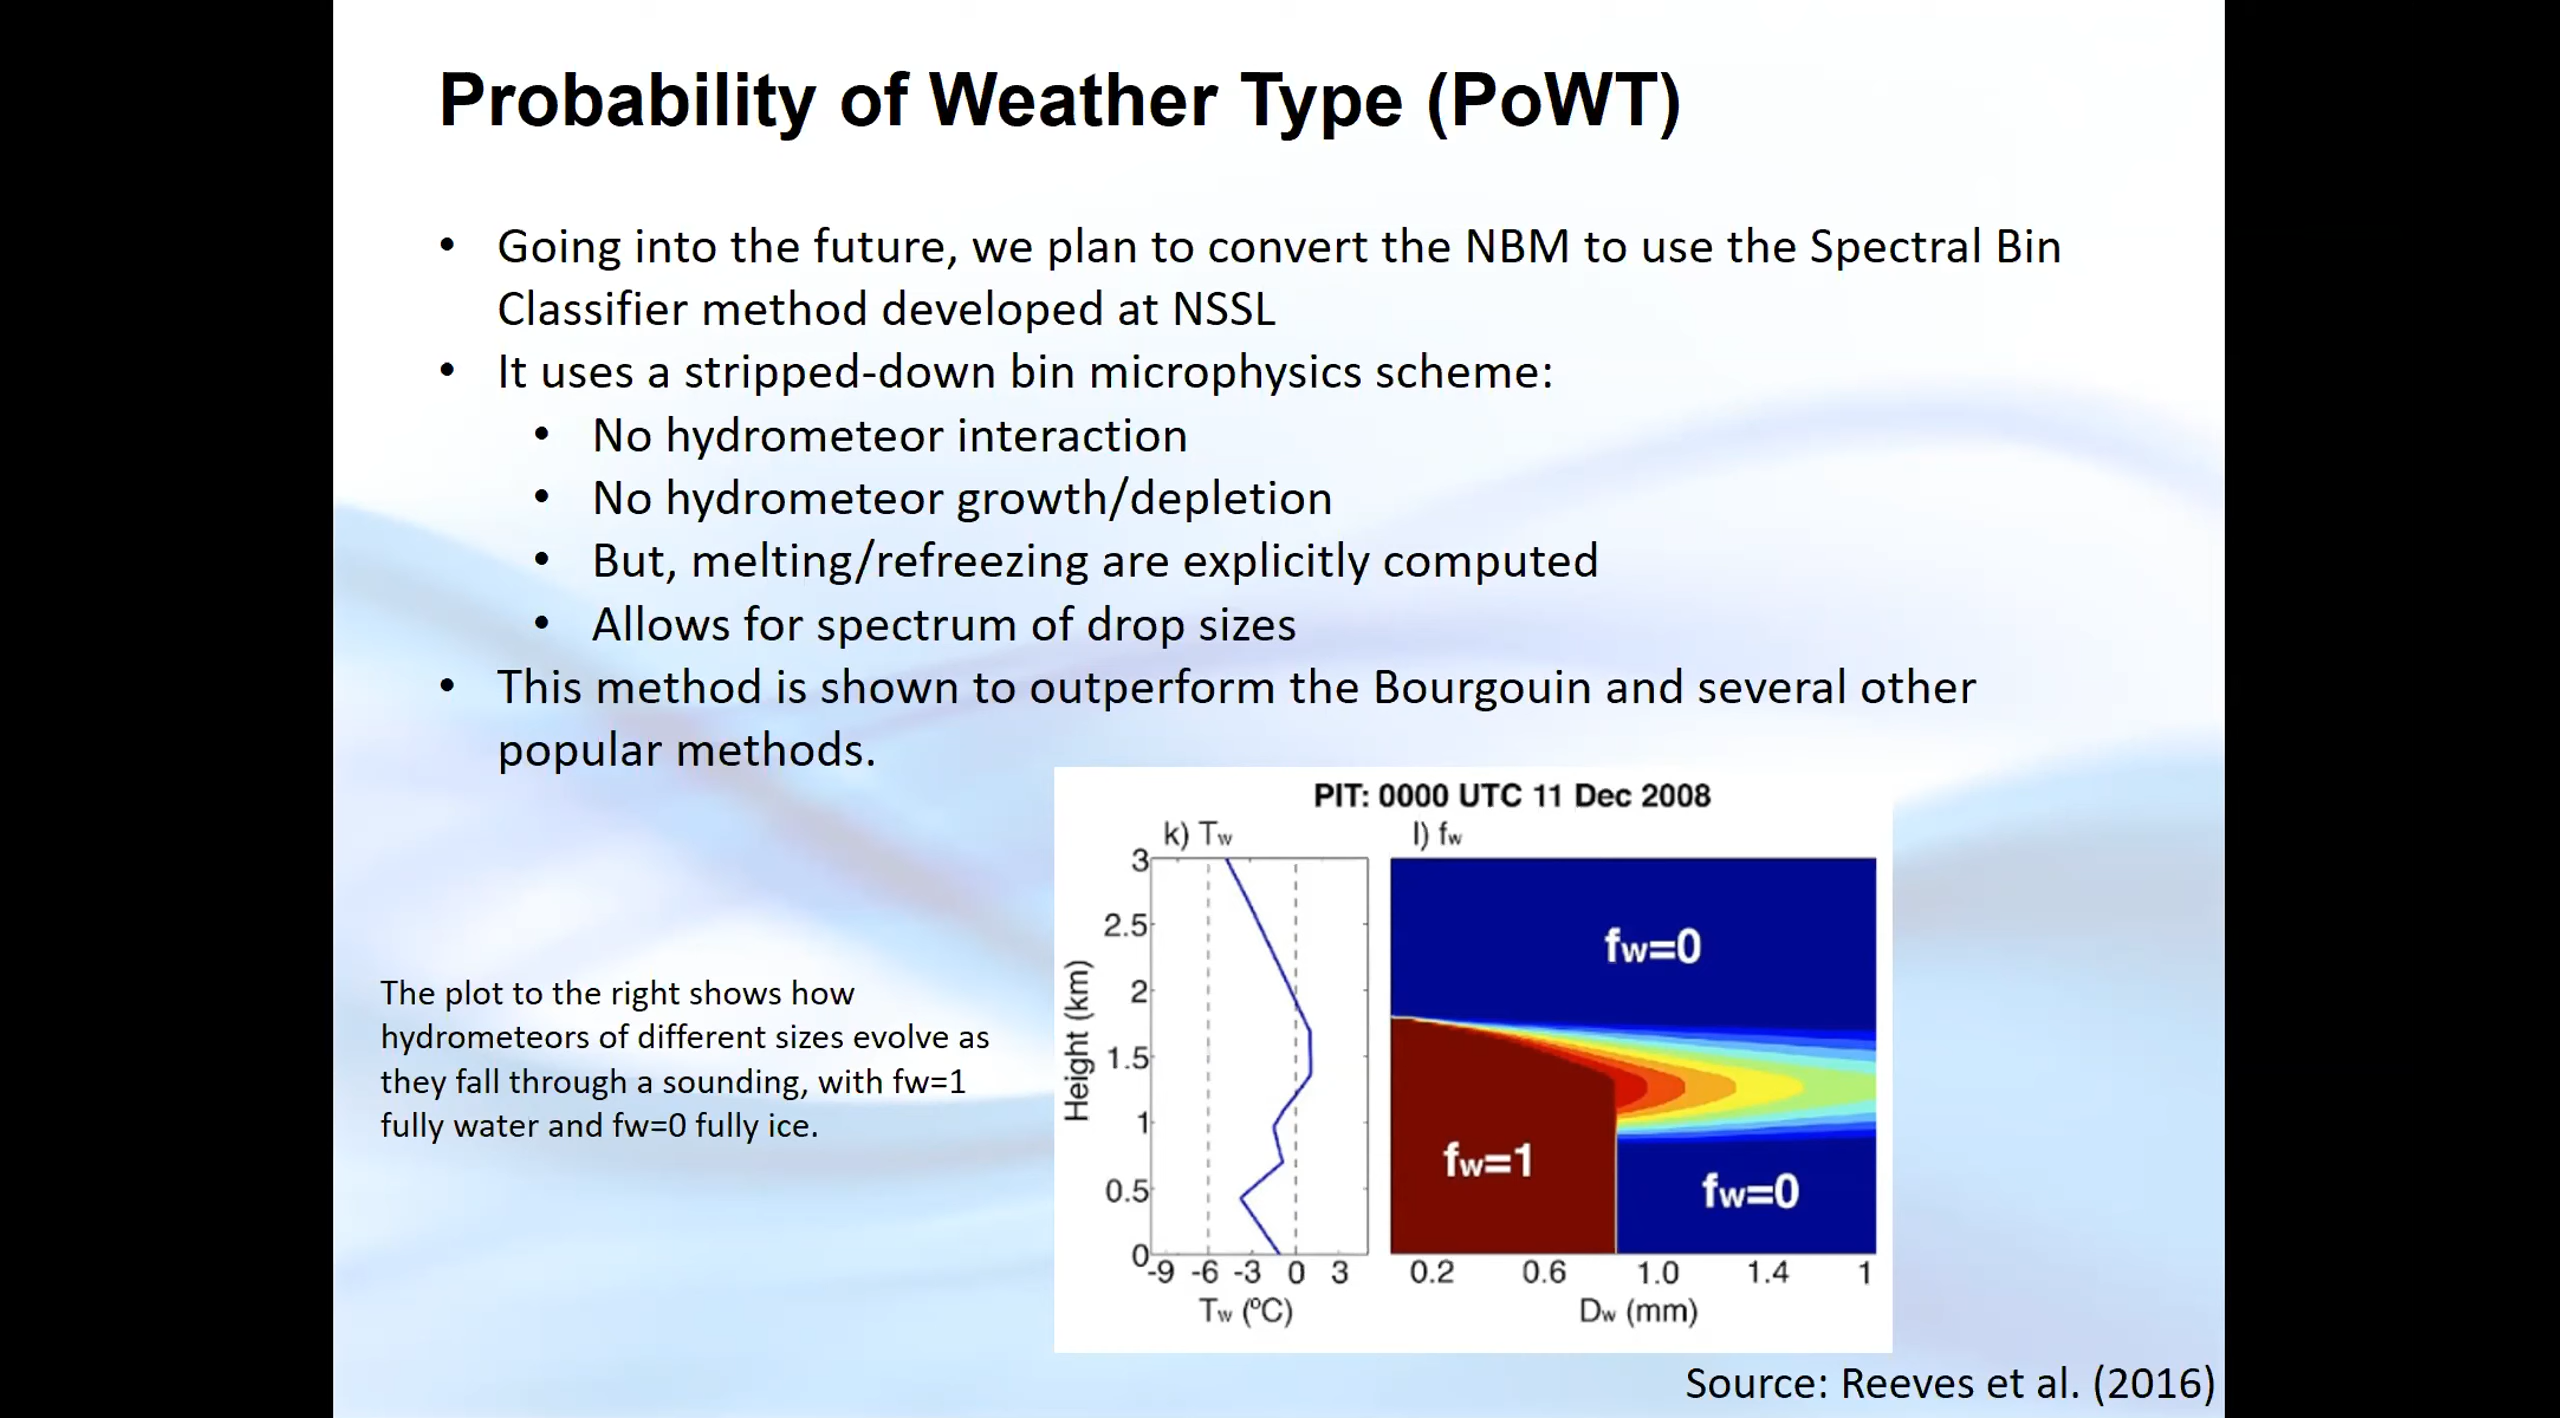 Probability of Weather Type (PoWT)
• Going into the future, we plan to convert the NBM to use the Spectral Bin
Classifier method developed at NSSL
• It uses a stripped-down bin microphysics scheme:
• No hydrometeor interaction
• No hydrometeor growth/depletion
• But, melting/refreezing are explicitly computed
• Allows for spectrum of drop sizes
• This method is shown to outperform the Bourgouin and several other
popular methods.
The plot to the right shows how
hydrometeors of different sizes evolve as
they fall through a sounding, with fw=1
fully water and fw=0 fully ice.
PIT: 0000 UTC 11 Dec 2008
k) Tw
l) fw
3
2.5
2
1.5
1
0.5
0
Height (km)
-9 -6 -3 0 3
Tw (ºC)
fw=0
fw=1
fw=0
0.2 0.6 1.0 1.4 1
Dw (mm)
Source: Reeves et al. (2016)